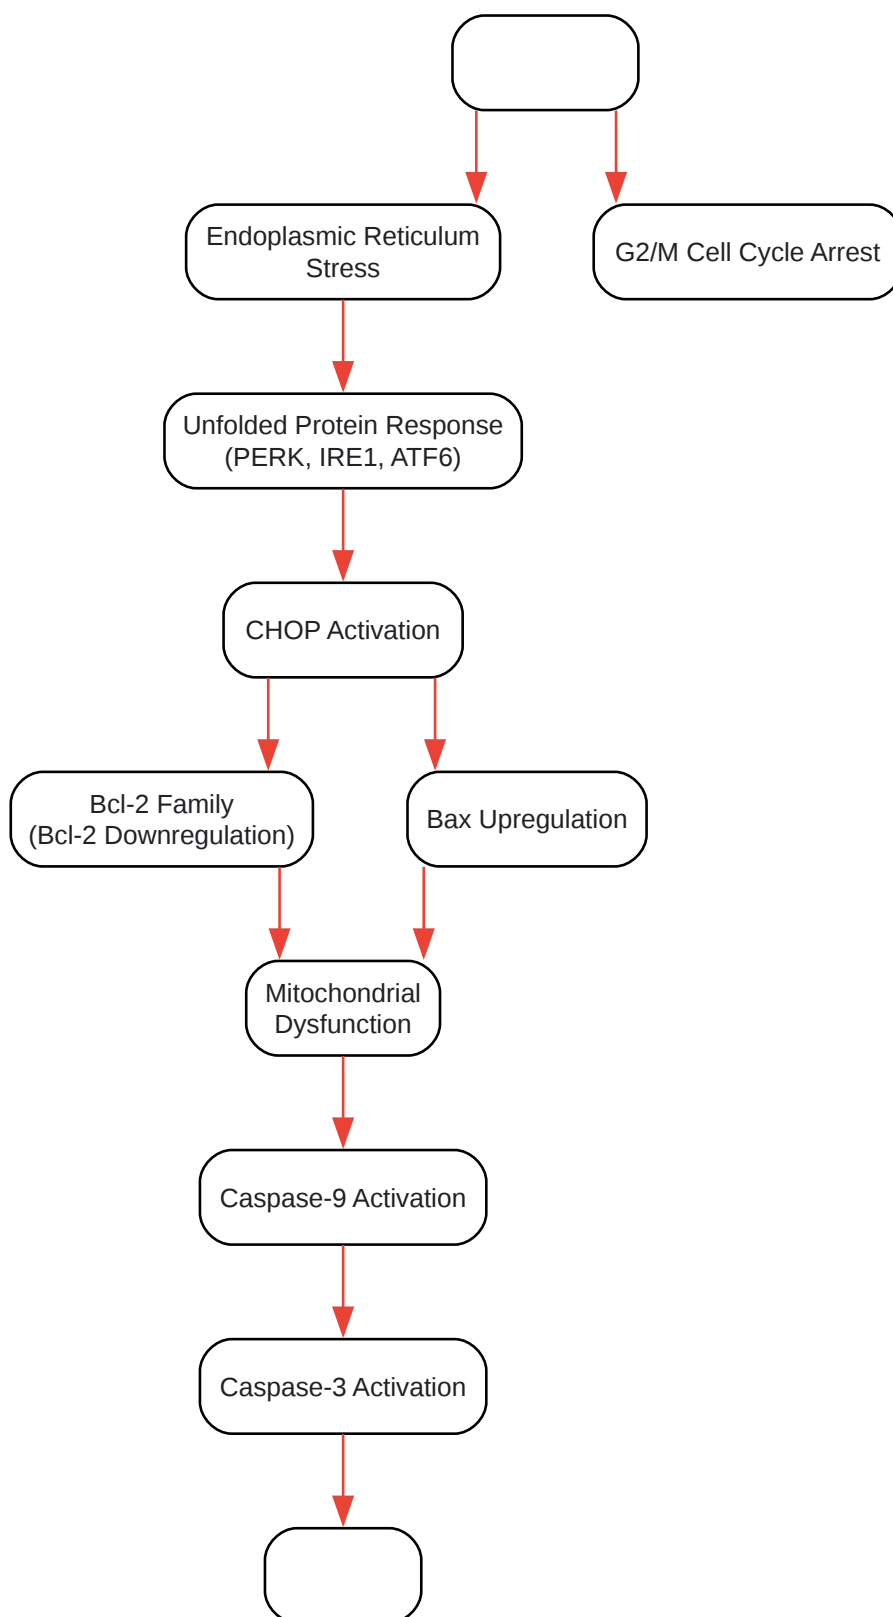 Endoplasmic Reticulum
Stress
G2/M Cell Cycle Arrest
Unfolded Protein Response
(PERK, IRE1, ATF6)
CHOP Activation
Bcl-2 Family
(Bcl-2 Downregulation)
Bax Upregulation
Mitochondrial
Dysfunction
Caspase-9 Activation
Caspase-3 Activation